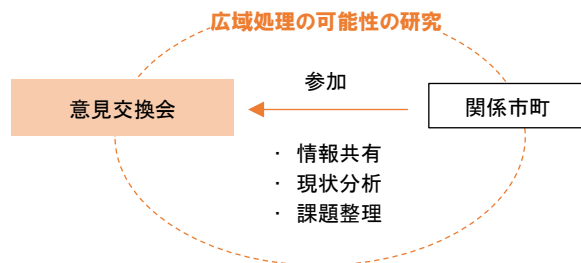 広域処理の可能性の研究
参加
意見交換会
関係市町
・ 情報共有
・ 現状分析
・ 課題整理